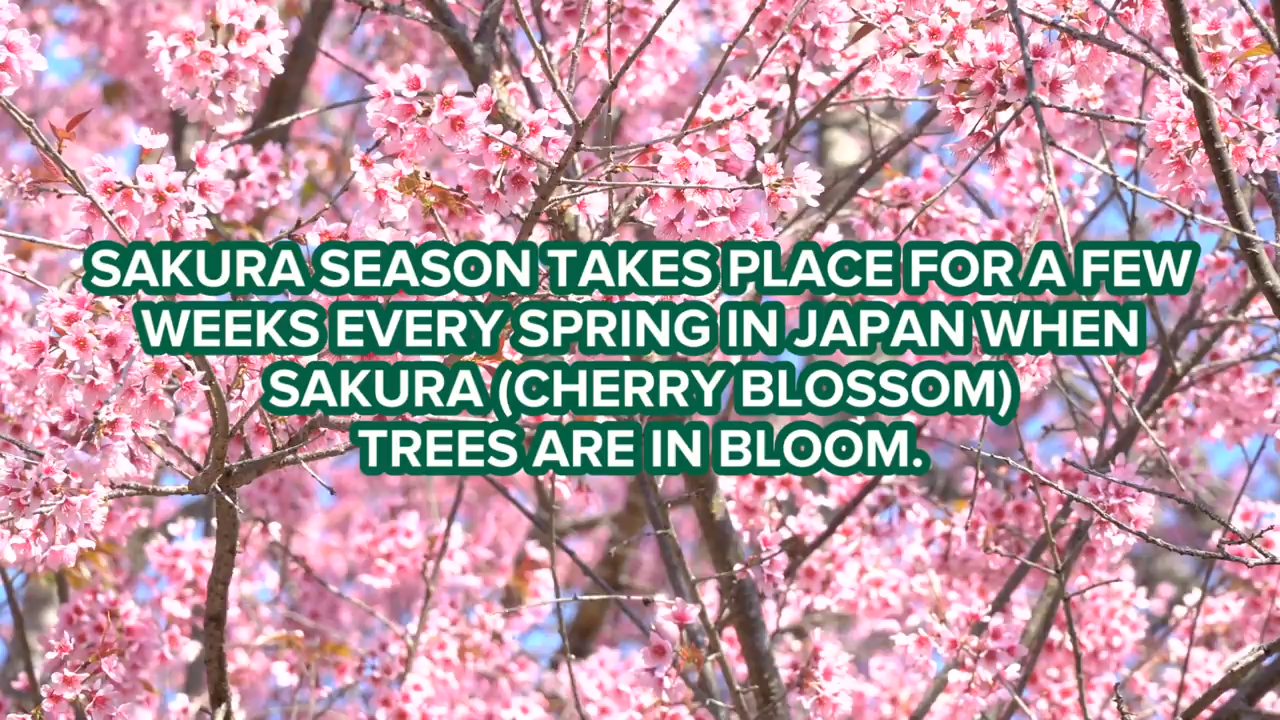 SAKURA SEASON TAKES PLACE FOR A FEW
WEEKS EVERY SPRING IN JAPAN WHEN
SAKURA (CHERRY BLOSSOM)
TREES ARE IN BLOOM.